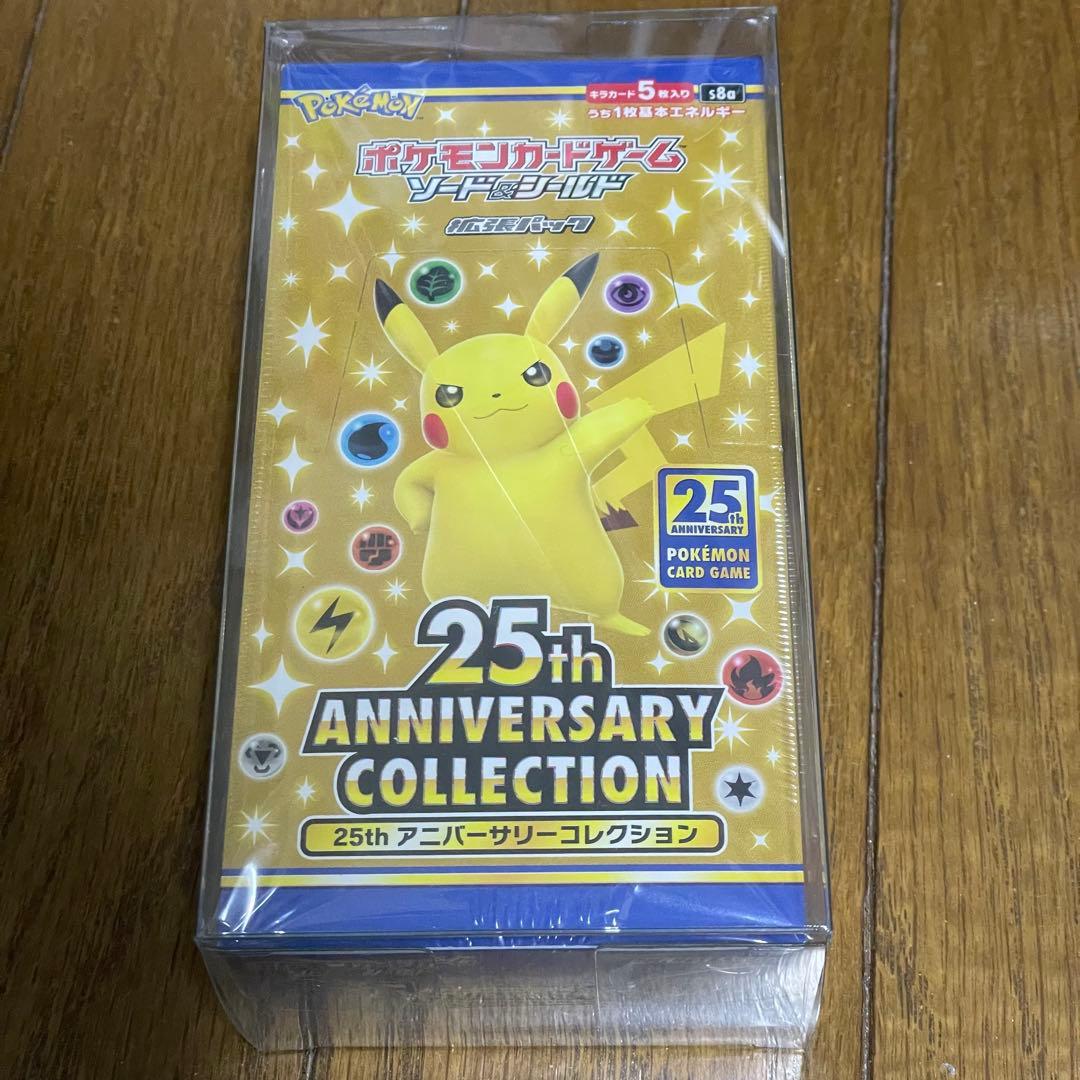 POKÉMON
キラカード5枚入り s8a
うち1枚基本エネルギー
ポケモンカードゲーム
ソード&シールド
拡張パック
25th
ANNIVERSARY
POKÉMON
CARD GAME
25th
ANNIVERSARY
COLLECTION
25th アニバーサリーコレクション